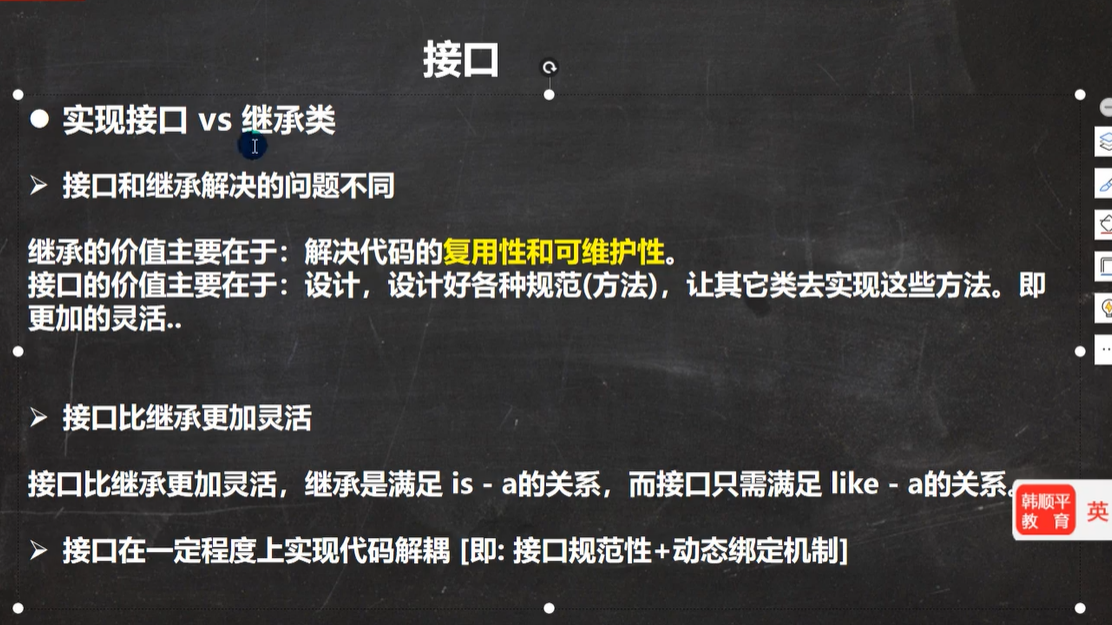 接口
● 实现接口 vs 继承类
➢ 接口和继承解决的问题不同
继承的价值主要在于：解决代码的复用性和可维护性。
接口的价值主要在于：设计，设计好各种规范(方法)，让其它类去实现这些方法。即
更加的灵活..
➢ 接口比继承更加灵活
接口比继承更加灵活，继承是满足 is - a的关系，而接口只需满足 like - a的关系。
➢ 接口在一定程度上实现代码解耦 [即: 接口规范性+动态绑定机制]
韩顺平
教 育
英